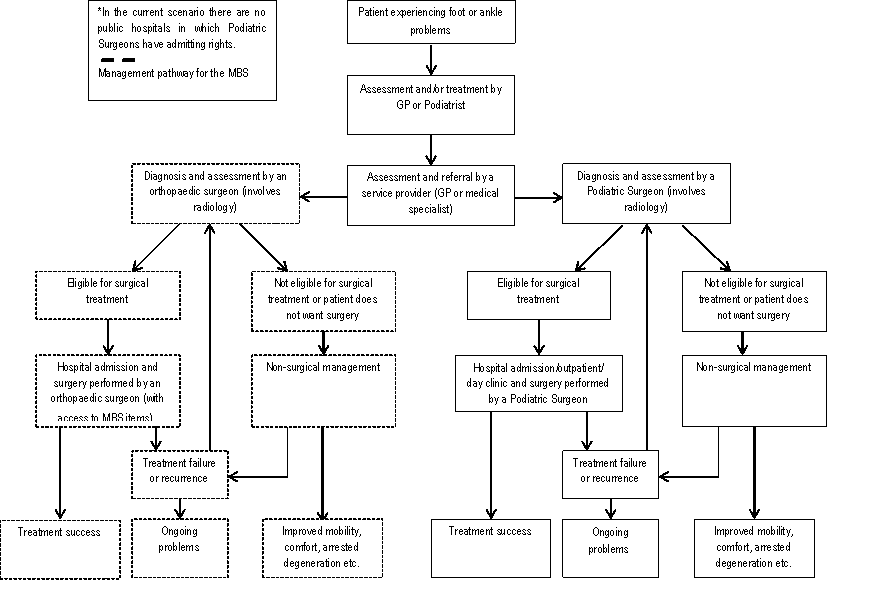 *In the current scenario there are no
public hospitals in which Podiatric
Surgeons have admitting rights.
Management pathway for the MBS
Patient experiencing foot or ankle
problems
Assessment and/or treatment by
GP or Podiatrist
Diagnosis and assessment by an
orthopaedic surgeon (involves
radiology)
Assessment and referral by a
service provider (GP or medical
specialist)
Diagnosis and assessment by a
Podiatric Surgeon (involves
radiology)
Eligible for surgical
treatment
Not eligible for surgical
treatment or patient does
not want surgery
Eligible for surgical
treatment
Not eligible for surgical
treatment or patient does
not want surgery
Hospital admission and
surgery performed by an
orthopaedic surgeon (with
access to MBS items)
Non-surgical management
Hospital admission/outpatient/
day clinic and surgery performed
by a Podiatric Surgeon
Non-surgical management
Treatment failure
or recurrence
Treatment failure
or recurrence
Treatment success
Ongoing
problems
Improved mobility,
comfort, arrested
degeneration etc.
Treatment success
Ongoing
problems
Improved mobility,
comfort, arrested
degeneration etc.